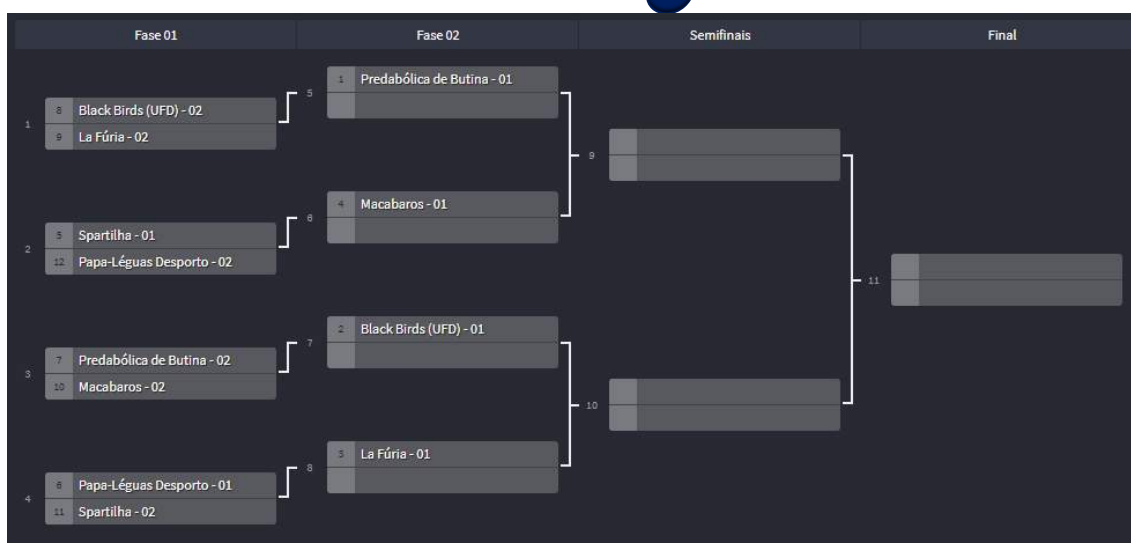 Fase 01
Fase 02
Semifinais
Final
1
8 Black Birds (UFD) - 02
9 La Fúria - 02
2
5 Spartilha - 01
12 Papa-Léguas Desporto - 02
3
7 Predabólica de Butina - 02
10 Macabaros - 02
4
6 Papa-Léguas Desporto - 01
11 Spartilha - 02
5
1 Predabólica de Butina - 01
6
4 Macabaros - 01
7
2 Black Birds (UFD) - 01
8
3 La Fúria - 01
9
10
11